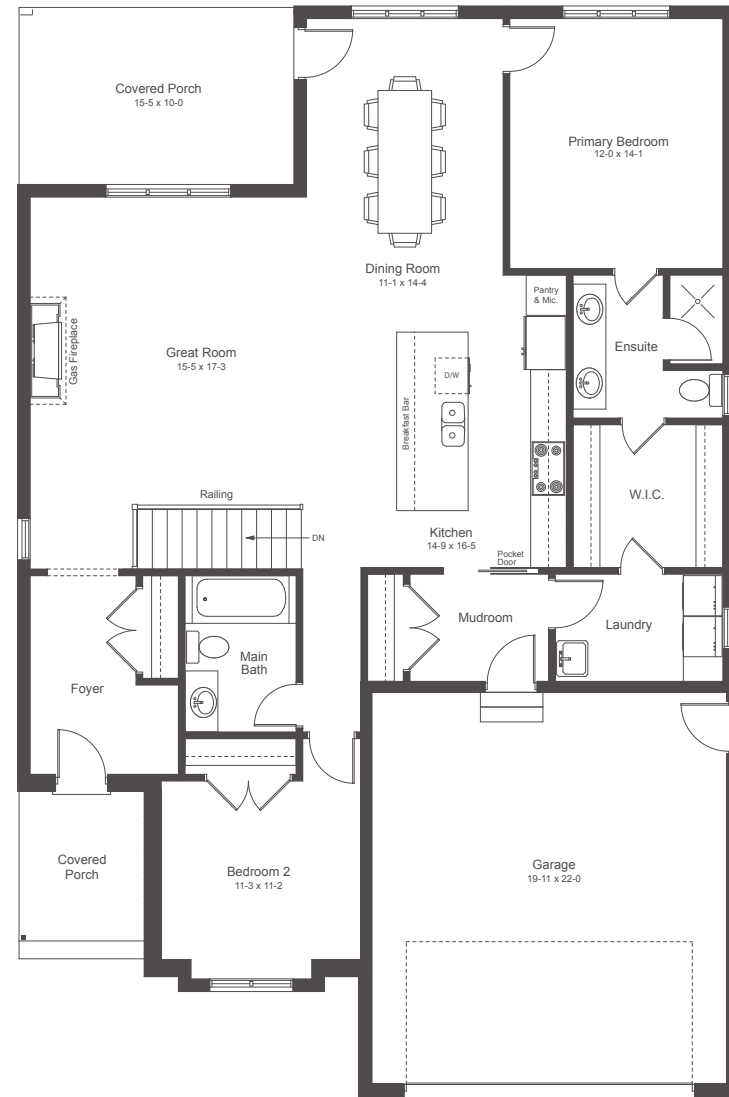 Covered Porch
15-5 x 10-0
Primary Bedroom
12-0 x 14-1
Dining Room
11-1 x 14-4
Pantry
& Mic.
Ensuite
Gas Fireplace
Great Room
15-5 x 17-3
D/W
Breakfast Bar
Railing
DN
W.I.C.
Kitchen
14-9 x 16-5
Pocket
Door
Mudroom
Laundry
Main
Bath
Foyer
Covered
Porch
Bedroom 2
11-3 x 11-2
Garage
19-11 x 22-0